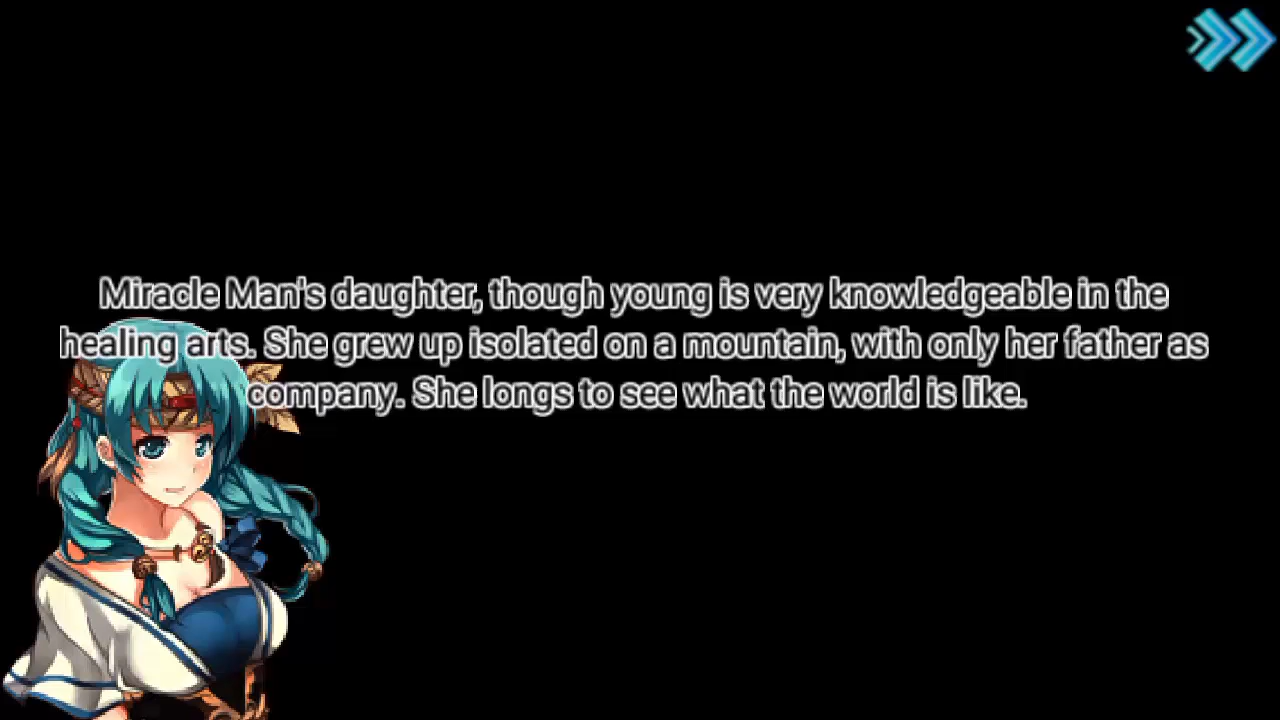 Miracle Man's daughter, though young is very knowledgeable in the
healing arts. She grew up isolated on a mountain, with only her father as
company. She longs to see what the world is like.